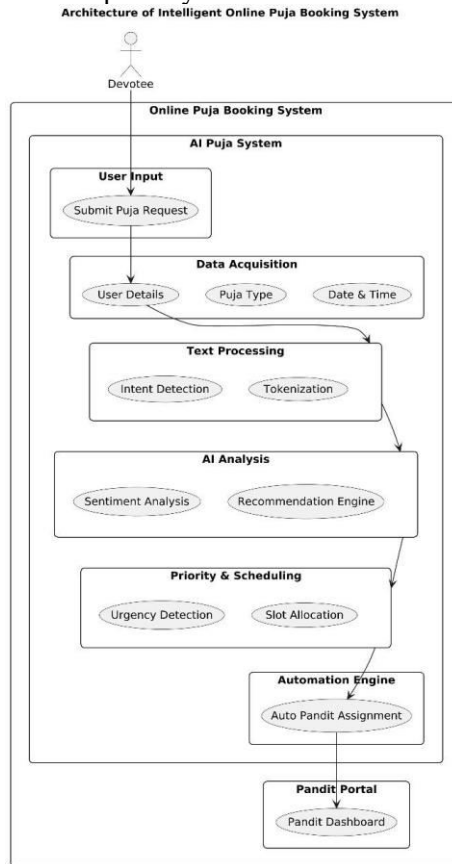 Architecture of Intelligent Online Puja Booking System
Devotee
Online Puja Booking System
AI Puja System
User Input
Submit Puja Request
Data Acquisition
User Details Puja Type Date & Time
Text Processing
Intent Detection Tokenization
AI Analysis
Sentiment Analysis Recommendation Engine
Priority & Scheduling
Urgency Detection Slot Allocation
Automation Engine
Auto Pandit Assignment
Pandit Portal
Pandit Dashboard